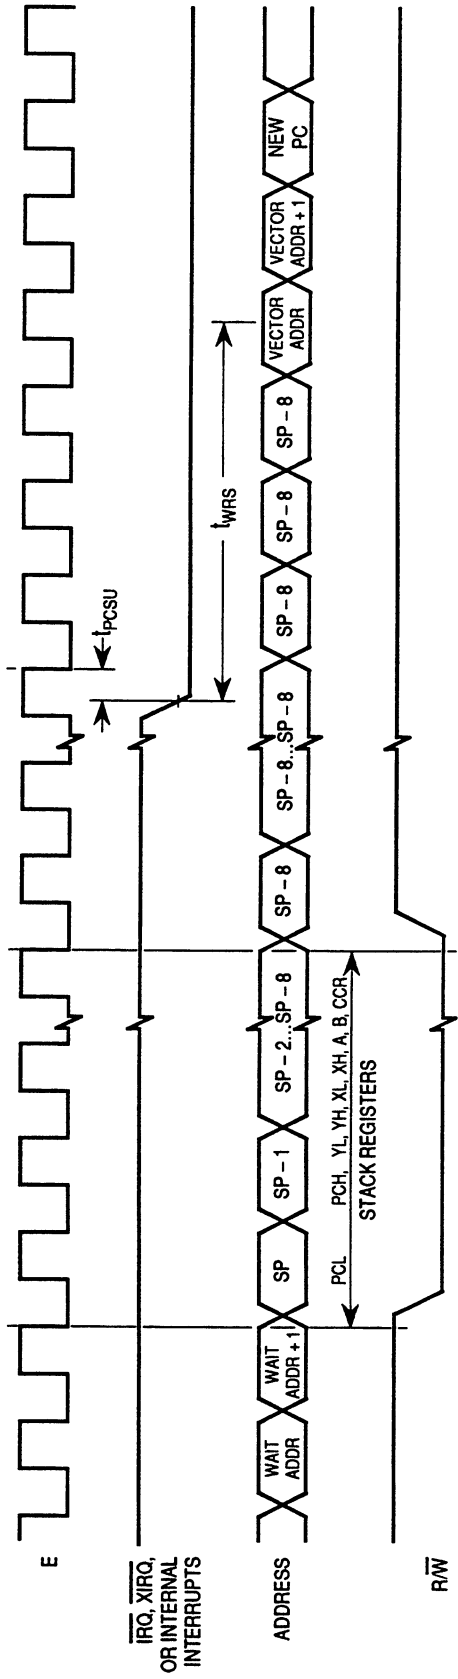 E
t PCSU
IRQ, XIRQ,
OR INTERNAL
INTERRUPTS
t WRS
ADDRESS
WAIT
ADDR
WAIT
ADDR + 1
SP
SP – 1
SP – 2...SP – 8
SP – 8
SP – 8...SP – 8
SP – 8
SP – 8
SP – 8
VECTOR
ADDR
VECTOR
ADDR + 1
NEW
PC
PCL PCH, YL, YH, XL, XH, A, B, CCR
STACK REGISTERS
R/W